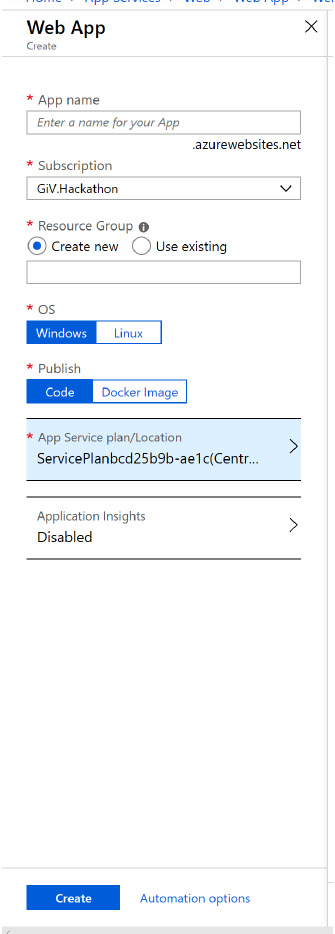 Home
App Services
Web
Web App
Web App
Create
* App name
Enter a name for your App
.azurewebsites.net
* Subscription
GiV.Hackathon
* Resource Group
Create new
Use existing
* OS
Windows
Linux
* Publish
Code
Docker Image
* App Service plan/Location
ServicePlanbcd25b9b-ae1c(Centr...
Application Insights
Disabled
Create
Automation options